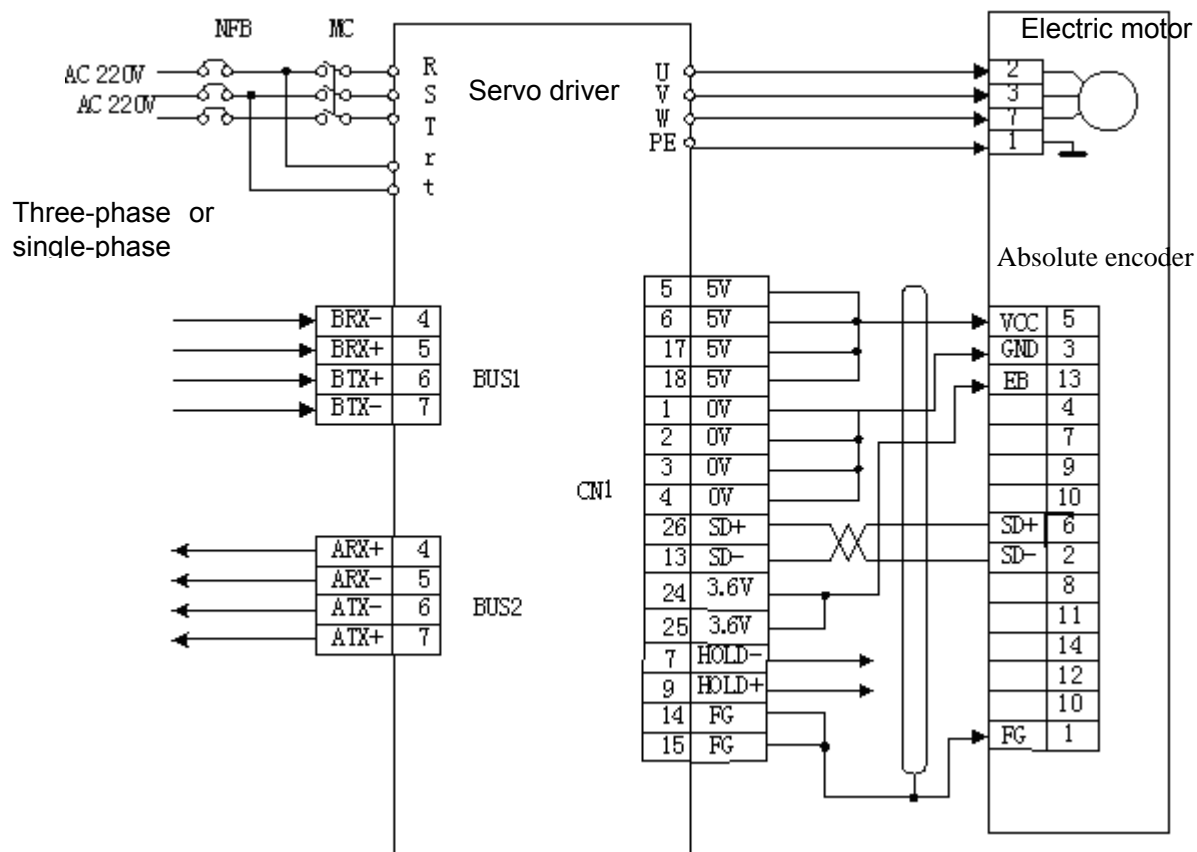 NFB MC
Electric motor
AC 220V
AC 220V
R
S
T
r
t
Servo driver
U
V
W
PE
2
3
7
1
Three-phase or
single-phase
Absolute encoder
BRX- 4
BRX+ 5
BTX+ 6
BTX- 7
BUS1
ARX+ 4
ARX- 5
ATX- 6
ATX+ 7
BUS2
CN1
5 5V
6 5V
17 5V
18 5V
1 0V
2 0V
3 0V
4 0V
26 SD+
13 SD-
24 3.6V
25 3.6V
7 HOLD-
9 HOLD+
14 FG
15 FG
VCC 5
GND 3
EB 13
4
7
9
10
SD+ 6
SD- 2
8
11
14
12
10
FG 1